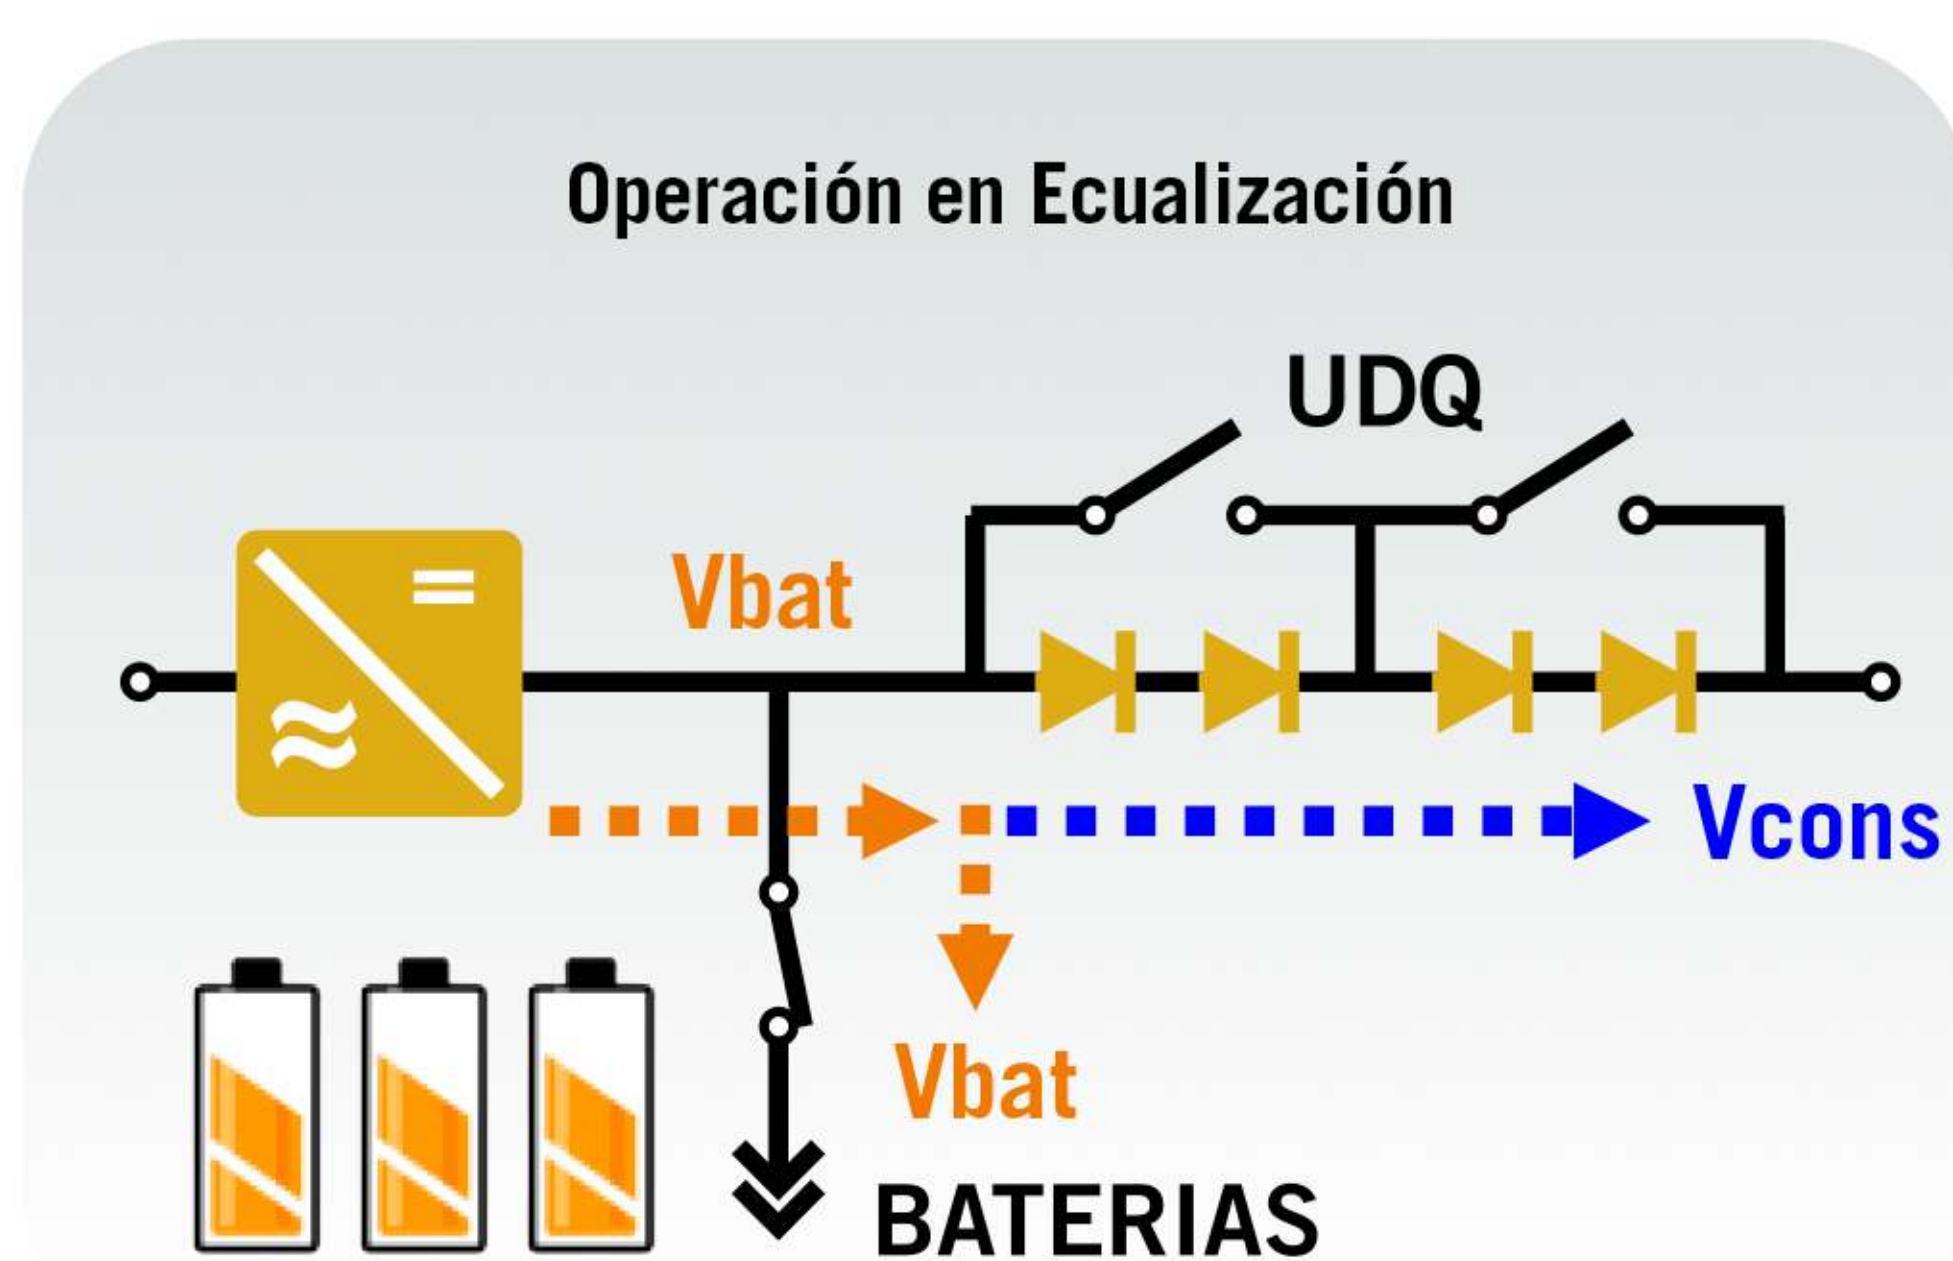 Operación en Ecualización
UDQ
Vbat
Vcons
Vbat
BATERIAS